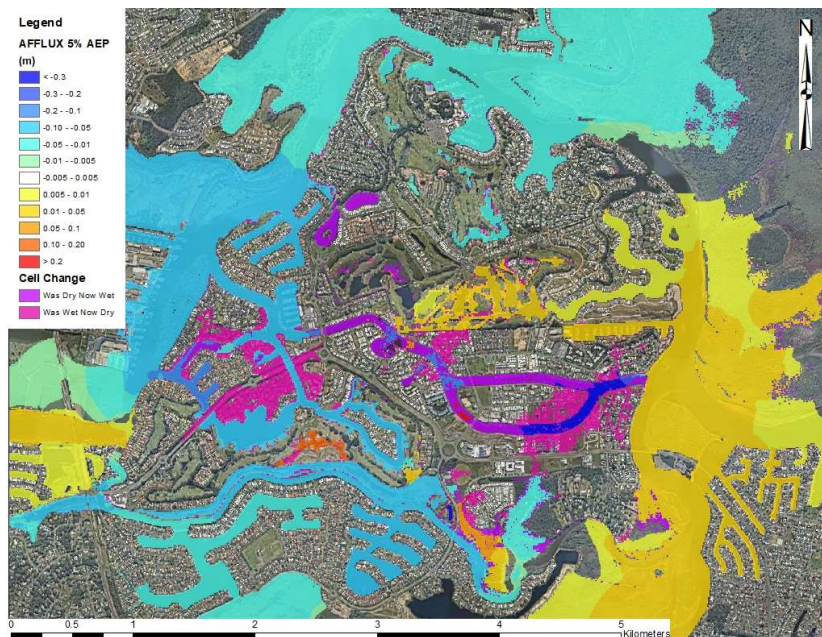 Legend
AFFLUX 5% AEP
(m)
< -0.3
-0.3 - -0.2
-0.2 - -0.1
-0.10 - -0.05
-0.05 - -0.01
-0.01 - -0.005
-0.005 - 0.005
0.005 - 0.01
0.01 - 0.05
0.05 - 0.1
0.10 - 0.20
> 0.2
Cell Change
Was Dry Now Wet
Was Wet Now Dry
N
0 0.5 1 2 3 4 5
Kilometers